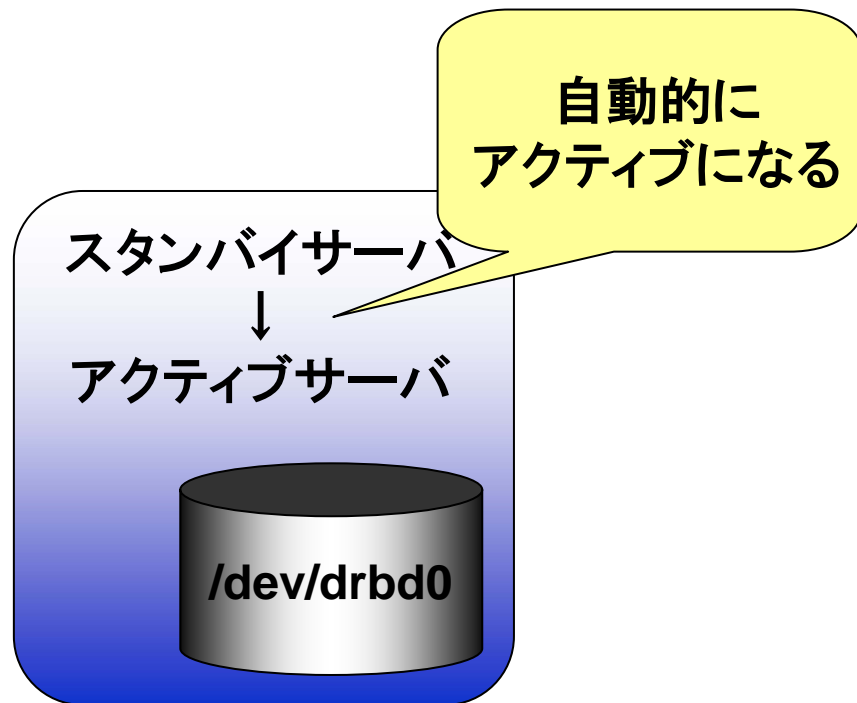 自動的に
アクティブになる
スタンバイサーバ
↓
アクティブサーバ
/dev/drbd0